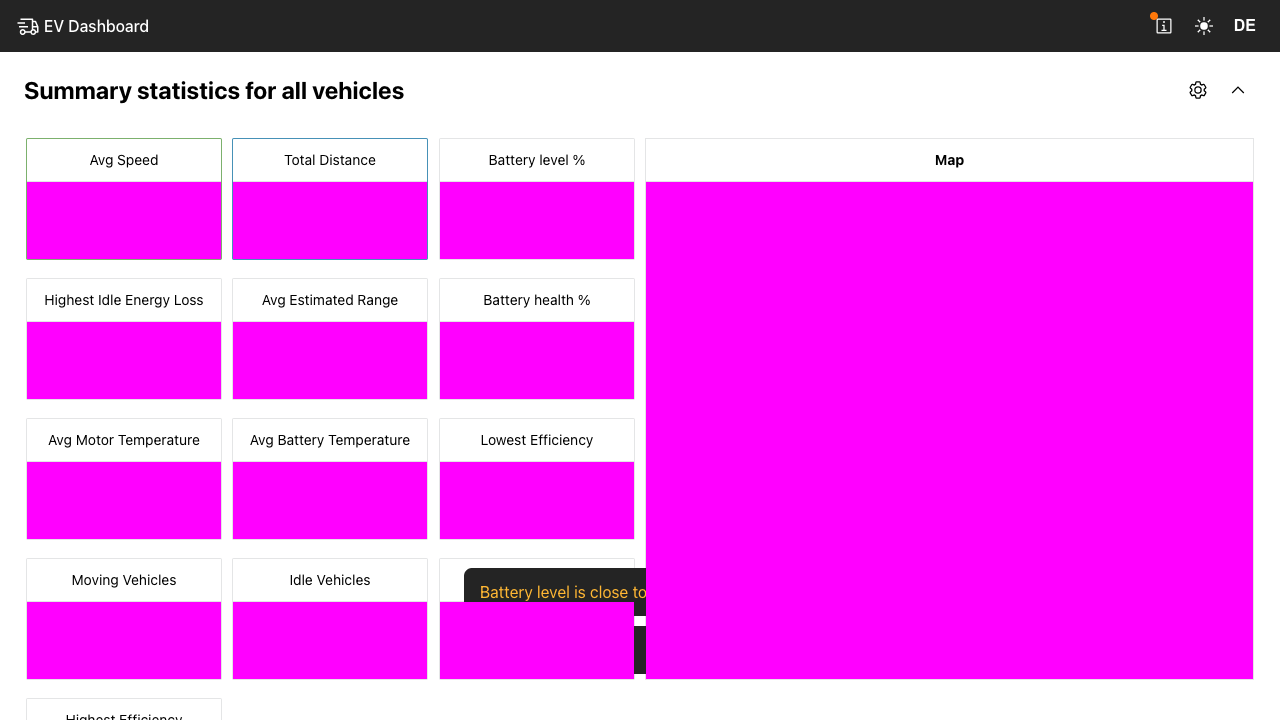 EV Dashboard
DE
Summary statistics for all vehicles
Avg Speed
Total Distance
Battery level %
Map
Highest Idle Energy Loss
Avg Estimated Range
Battery health %
Avg Motor Temperature
Avg Battery Temperature
Lowest Efficiency
Moving Vehicles
Idle Vehicles
Battery level is close to
Highest Efficiency